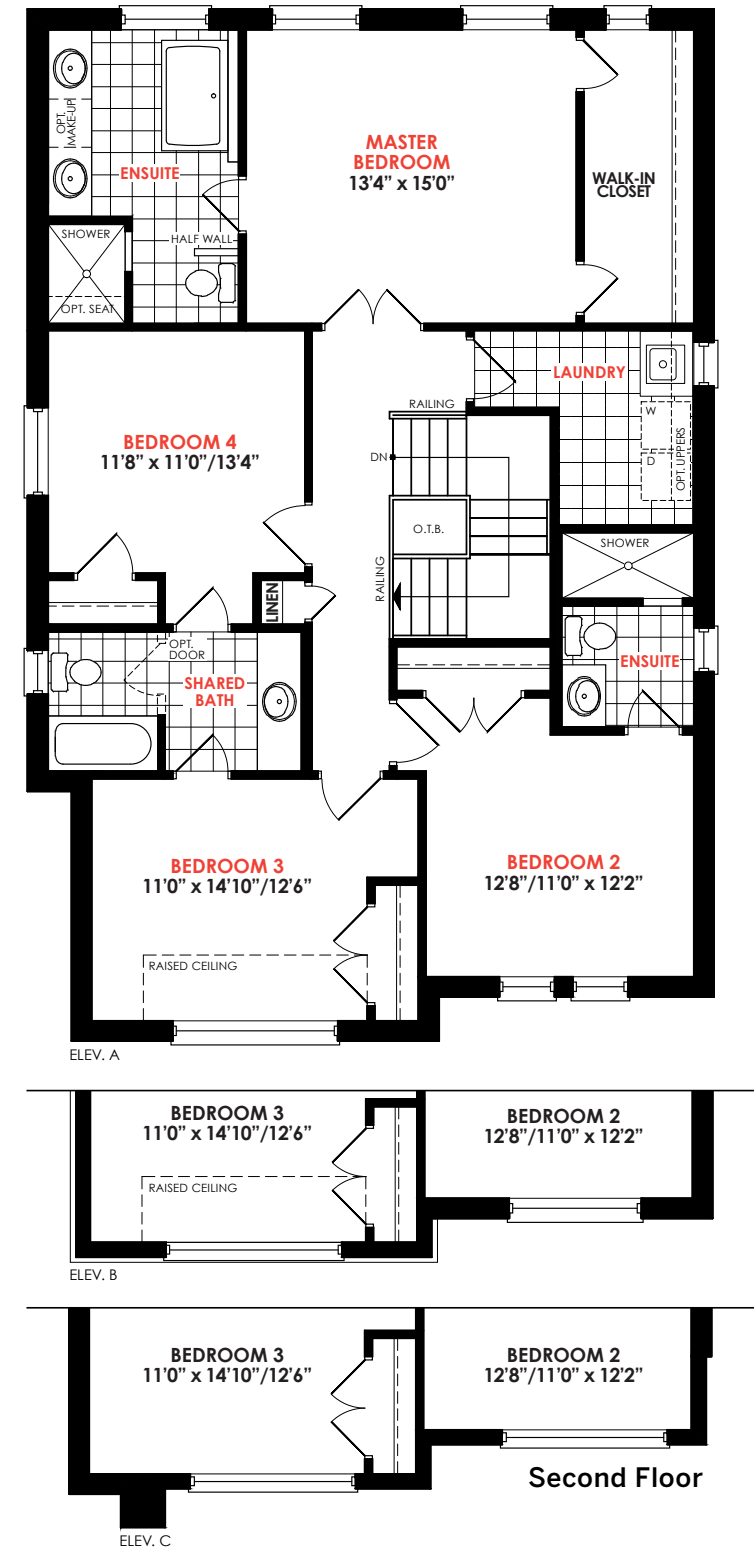 OPT.
MAKE-UP
ENSUITE
MASTER
BEDROOM
13’4” x 15’0”
WALK-IN
CLOSET
SHOWER
HALF WALL
OPT. SEAT
LAUNDRY
RAILING
W
D
OPT. UPPERS
BEDROOM 4
11’8” x 11’0”/13’4”
DN
O.T.B.
RAILING
SHOWER
LINEN
OPT.
DOOR
SHARED
BATH
ENSUITE
BEDROOM 3
11’0” x 14’10”/12’6”
BEDROOM 2
12’8”/11’0” x 12’2”
RAISED CEILING
ELEV. A
BEDROOM 3
11’0” x 14’10”/12’6”
BEDROOM 2
12’8”/11’0” x 12’2”
RAISED CEILING
ELEV. B
BEDROOM 3
11’0” x 14’10”/12’6”
BEDROOM 2
12’8”/11’0” x 12’2”
Second Floor
ELEV. C